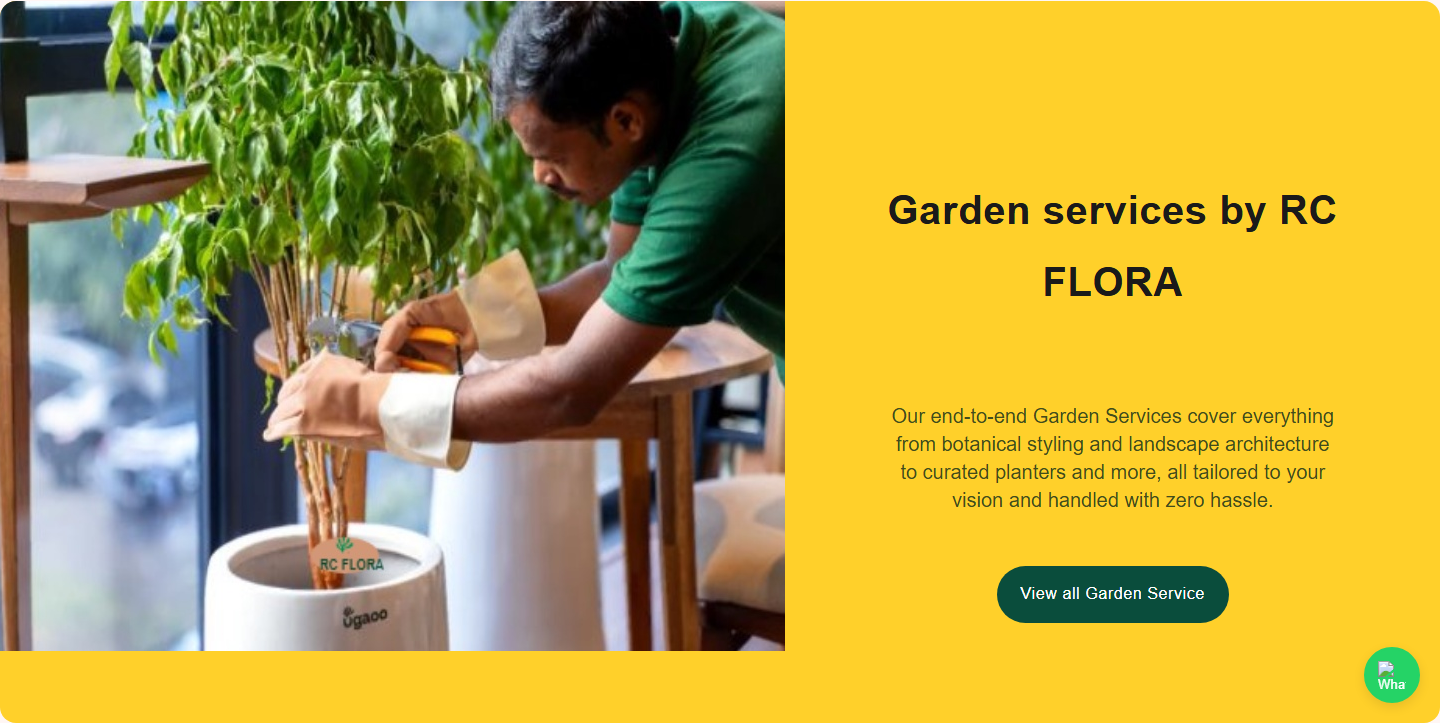 Garden services by RC
FLORA
Our end-to-end Garden Services cover everything
from botanical styling and landscape architecture
to curated planters and more, all tailored to your
vision and handled with zero hassle.
View all Garden Service
RC FLORA
ugaoo
Wha